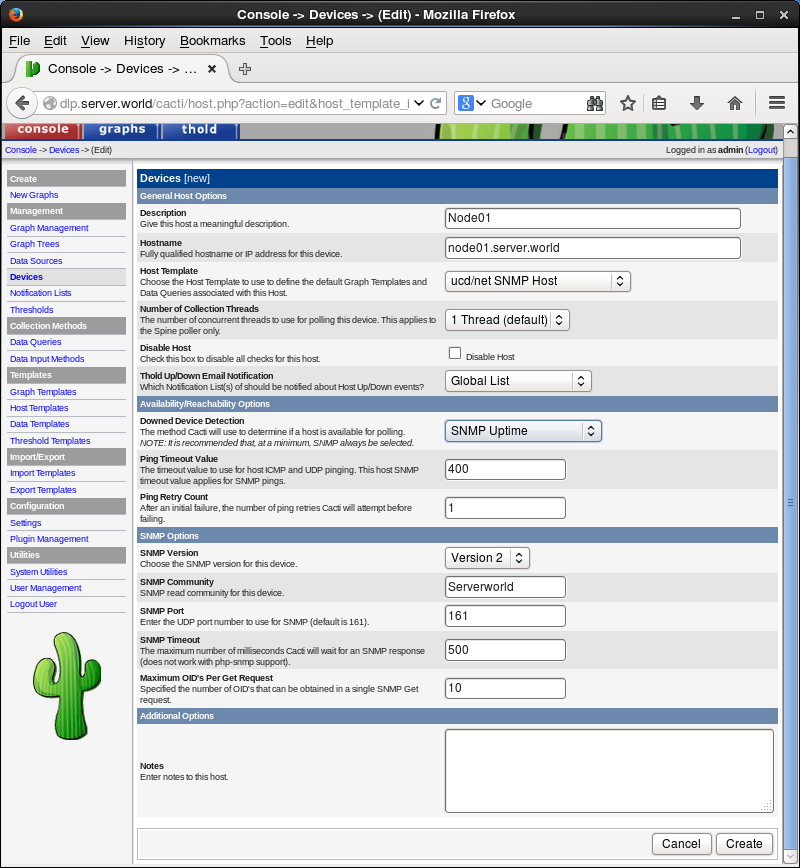 Console -> Devices -> (Edit) - Mozilla Firefox
File Edit View History Bookmarks Tools Help
Console -> Devices -> ...
dlp.server.world/cacti/host.php?action=edit&host_template_i
Google
console graphs thold
Console -> Devices -> (Edit)
Logged in as admin (Logout)
Create
New Graphs
Management
Graph Management
Graph Trees
Data Sources
Devices
Notification Lists
Thresholds
Collection Methods
Data Queries
Data Input Methods
Templates
Graph Templates
Host Templates
Data Templates
Threshold Templates
Import/Export
Import Templates
Export Templates
Configuration
Settings
Plugin Management
Utilities
System Utilities
User Management
Logout User
Devices [new]
General Host Options
Description
Give this host a meaningful description.
Node01
Hostname
Fully qualified hostname or IP address for this device.
node01.server.world
Host Template
Choose the Host Template to use to define the default Graph Templates and
Data Queries associated with this Host.
ucd/net SNMP Host
Number of Collection Threads
The number of concurrent threads to use for polling this device. This applies to
the Spine poller only.
1 Thread (default)
Disable Host
Check this box to disable all checks for this host.
Disable Host
Thold Up/Down Email Notification
Which Notification List(s) of should be notified about Host Up/Down events?
Global List
Availability/Reachability Options
Downed Device Detection
The method Cacti will use to determine if a host is available for polling.
NOTE: It is recommended that, at a minimum, SNMP always be selected.
SNMP Uptime
Ping Timeout Value
The timeout value to use for host ICMP and UDP pinging. This host SNMP
timeout value applies for SNMP pings.
400
Ping Retry Count
After an initial failure, the number of ping retries Cacti will attempt before
failing.
1
SNMP Options
SNMP Version
Choose the SNMP version for this device.
Version 2
SNMP Community
SNMP read community for this device.
Serverworld
SNMP Port
Enter the UDP port number to use for SNMP (default is 161).
161
SNMP Timeout
The maximum number of milliseconds Cacti will wait for an SNMP response
(does not work with php-snmp support).
500
Maximum OID's Per Get Request
Specified the number of OID's that can be obtained in a single SNMP Get
request.
10
Additional Options
Notes
Enter notes to this host.
Cancel Create